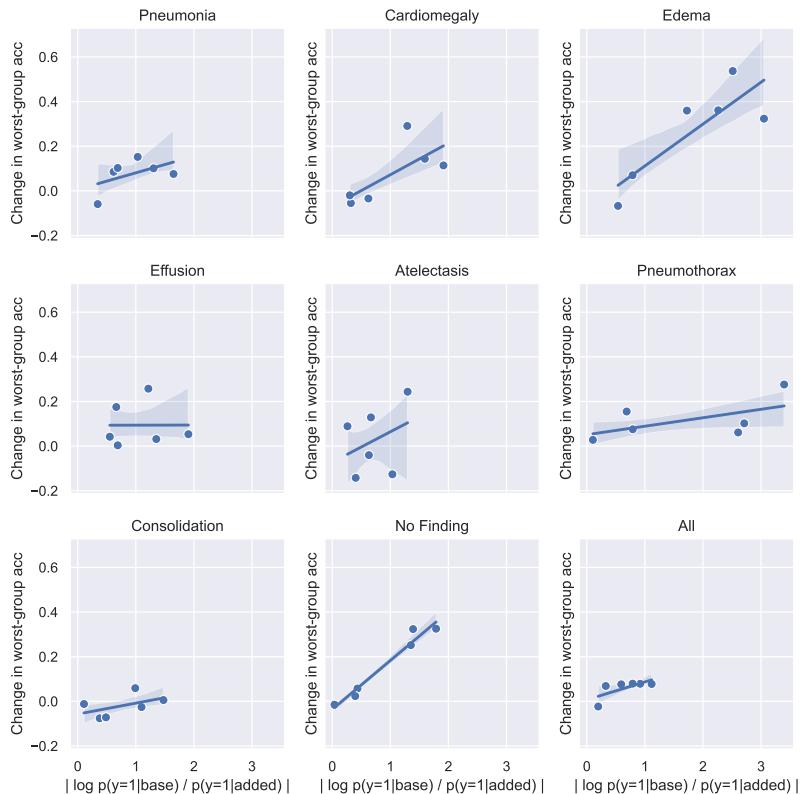 Pneumonia Cardiomegaly Edema
Change in worst-group acc
0.6
0.4
0.2
0.0
−0.2
Change in worst-group acc
Change in worst-group acc
Effusion Atelectasis Pneumothorax
Change in worst-group acc
0.6
0.4
0.2
0.0
−0.2
Change in worst-group acc
Change in worst-group acc
Consolidation No Finding All
Change in worst-group acc
0.6
0.4
0.2
0.0
−0.2
Change in worst-group acc
Change in worst-group acc
0 1 2 3 0 1 2 3 0 1 2 3
| log p(y=1|base) / p(y=1|added) | | log p(y=1|base) / p(y=1|added) | | log p(y=1|base) / p(y=1|added) |